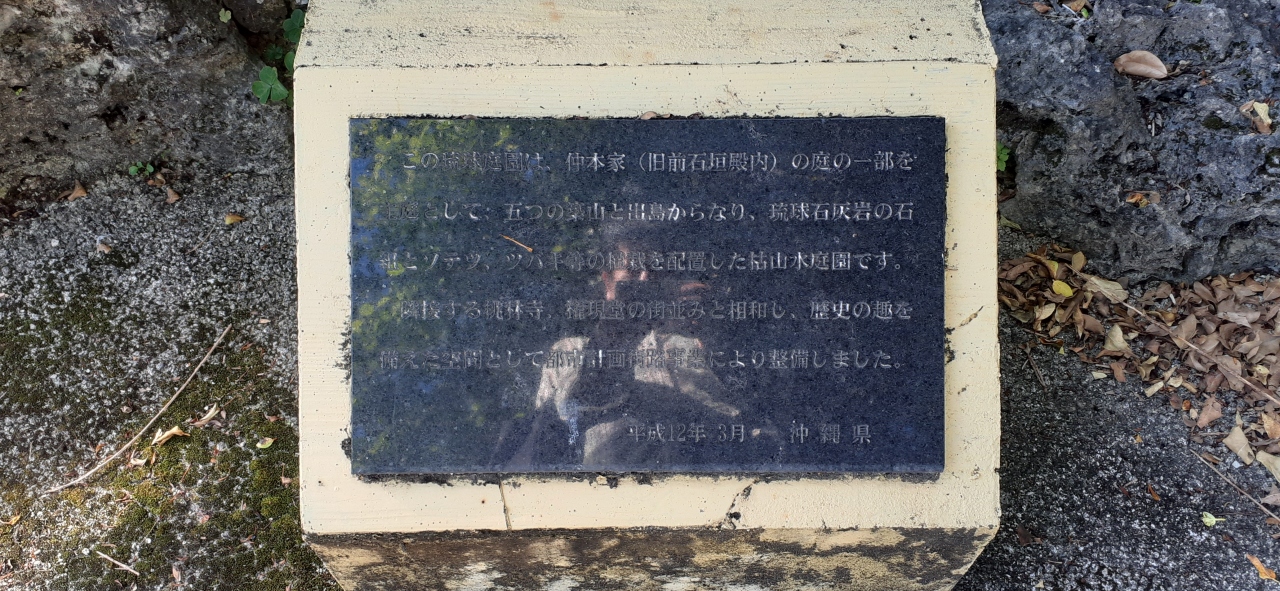 この琉球庭園は、仲本家（旧前石垣殿内）の庭の一部を
として、五つの築山と出島からなり、琉球石灰岩の石
組とソテツ、ツバキ等の植栽を配置した枯山水庭園です。
隣接する桃林寺、権現堂の街並みと相和し、歴史の趣を
備えた空間として都市計画街路事業により整備しました。
平成12年 3月 沖縄県